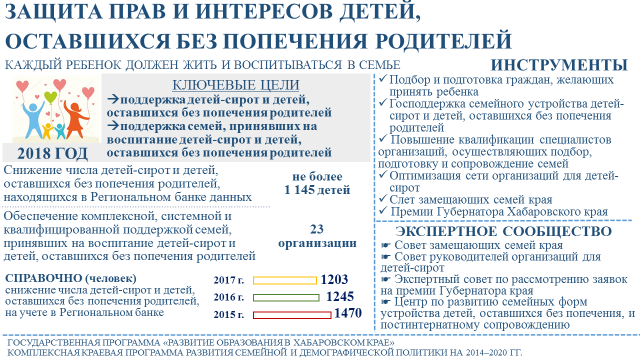 ЗАЩИТА ПРАВ И ИНТЕРЕСОВ ДЕТЕЙ,
ОСТАВШИХСЯ БЕЗ ПОПЕЧЕНИЯ РОДИТЕЛЕЙ
КАЖДЫЙ РЕБЕНОК ДОЛЖЕН ЖИТЬ И ВОСПИТЫВАТЬСЯ В СЕМЬЕ
2018 ГОД
КЛЮЧЕВЫЕ ЦЕЛИ
→поддержка детей-сирот и детей,
оставшихся без попечения родителей
→поддержка семей, принявших на
воспитание детей-сирот и детей,
оставшихся без попечения родителей
Снижение числа детей-сирот и детей,
оставшихся без попечения родителей,
находящихся в Региональном банке данных
не более
1 145 детей
Обеспечение комплексной, системной и
квалифицированной поддержкой семей,
принявших на воспитание детей-сирот и
детей, оставшихся без попечения родителей
23
организации
СПРАВОЧНО (человек)
снижение числа детей-сирот и детей,
оставшихся без попечения родителей,
на учете в Региональном банке
2017 г. 1203
2016 г. 1245
2015 г. 1470
ИНСТРУМЕНТЫ
✓ Подбор и подготовка граждан, желающих
принять ребенка
✓ Господдержка семейного устройства детей-
сирот и детей, оставшихся без попечения
родителей
✓ Повышение квалификации специалистов
организаций, осуществляющих подбор,
подготовку и сопровождение семей
✓ Оптимизация сети организаций для детей-
сирот
✓ Слет замещающих семей края
✓ Премии Губернатора Хабаровского края
ЭКСПЕРТНОЕ СООБЩЕСТВО
☛ Совет замещающих семей края
☛ Совет руководителей организаций для
детей-сирот
☛ Экспертный совет по рассмотрению заявок
на премии Губернатора края
☛ Центр по развитию семейных форм
устройства детей, оставшихся без попечения, и
постинтернатному сопровождению
ГОСУДАРСТВЕННАЯ ПРОГРАММА «РАЗВИТИЕ ОБРАЗОВАНИЯ В ХАБАРОВСКОМ КРАЕ»
КОМПЛЕКСНАЯ КРАЕВАЯ ПРОГРАММА РАЗВИТИЯ СЕМЕЙНОЙ И ДЕМОГРАФИЧЕСКОЙ ПОЛИТИКИ НА 2014–2020 ГГ.